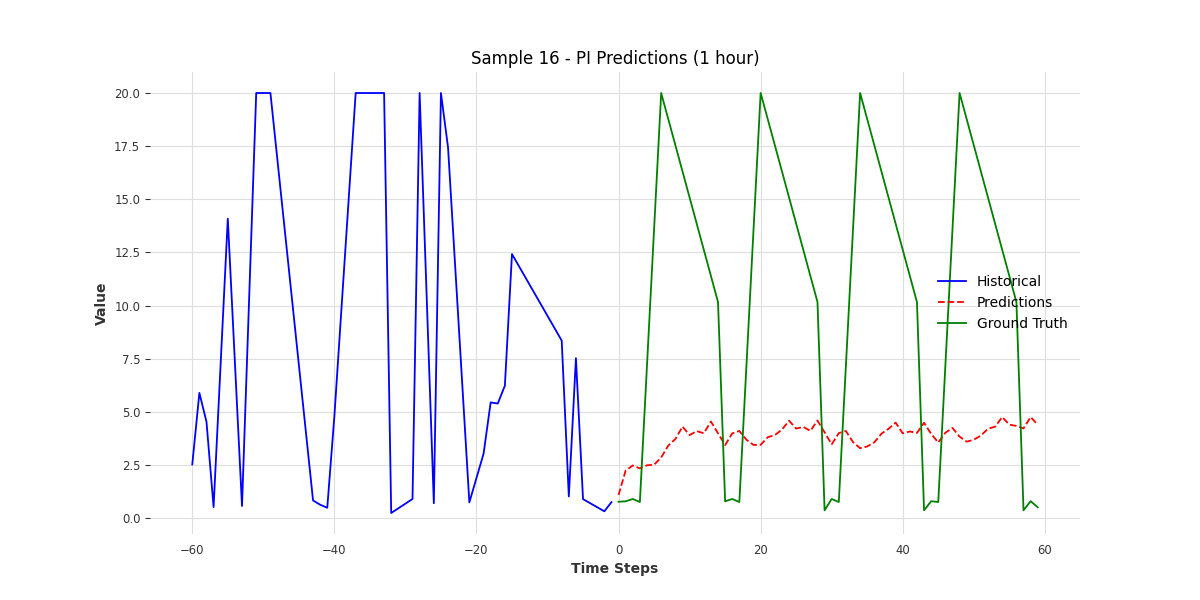 Sample 16 - PI Predictions (1 hour)
20.0
17.5
15.0
12.5
10.0
7.5
5.0
2.5
0.0
Value
Historical
Predictions
Ground Truth
−60
−40
−20
0
20
40
60
Time Steps